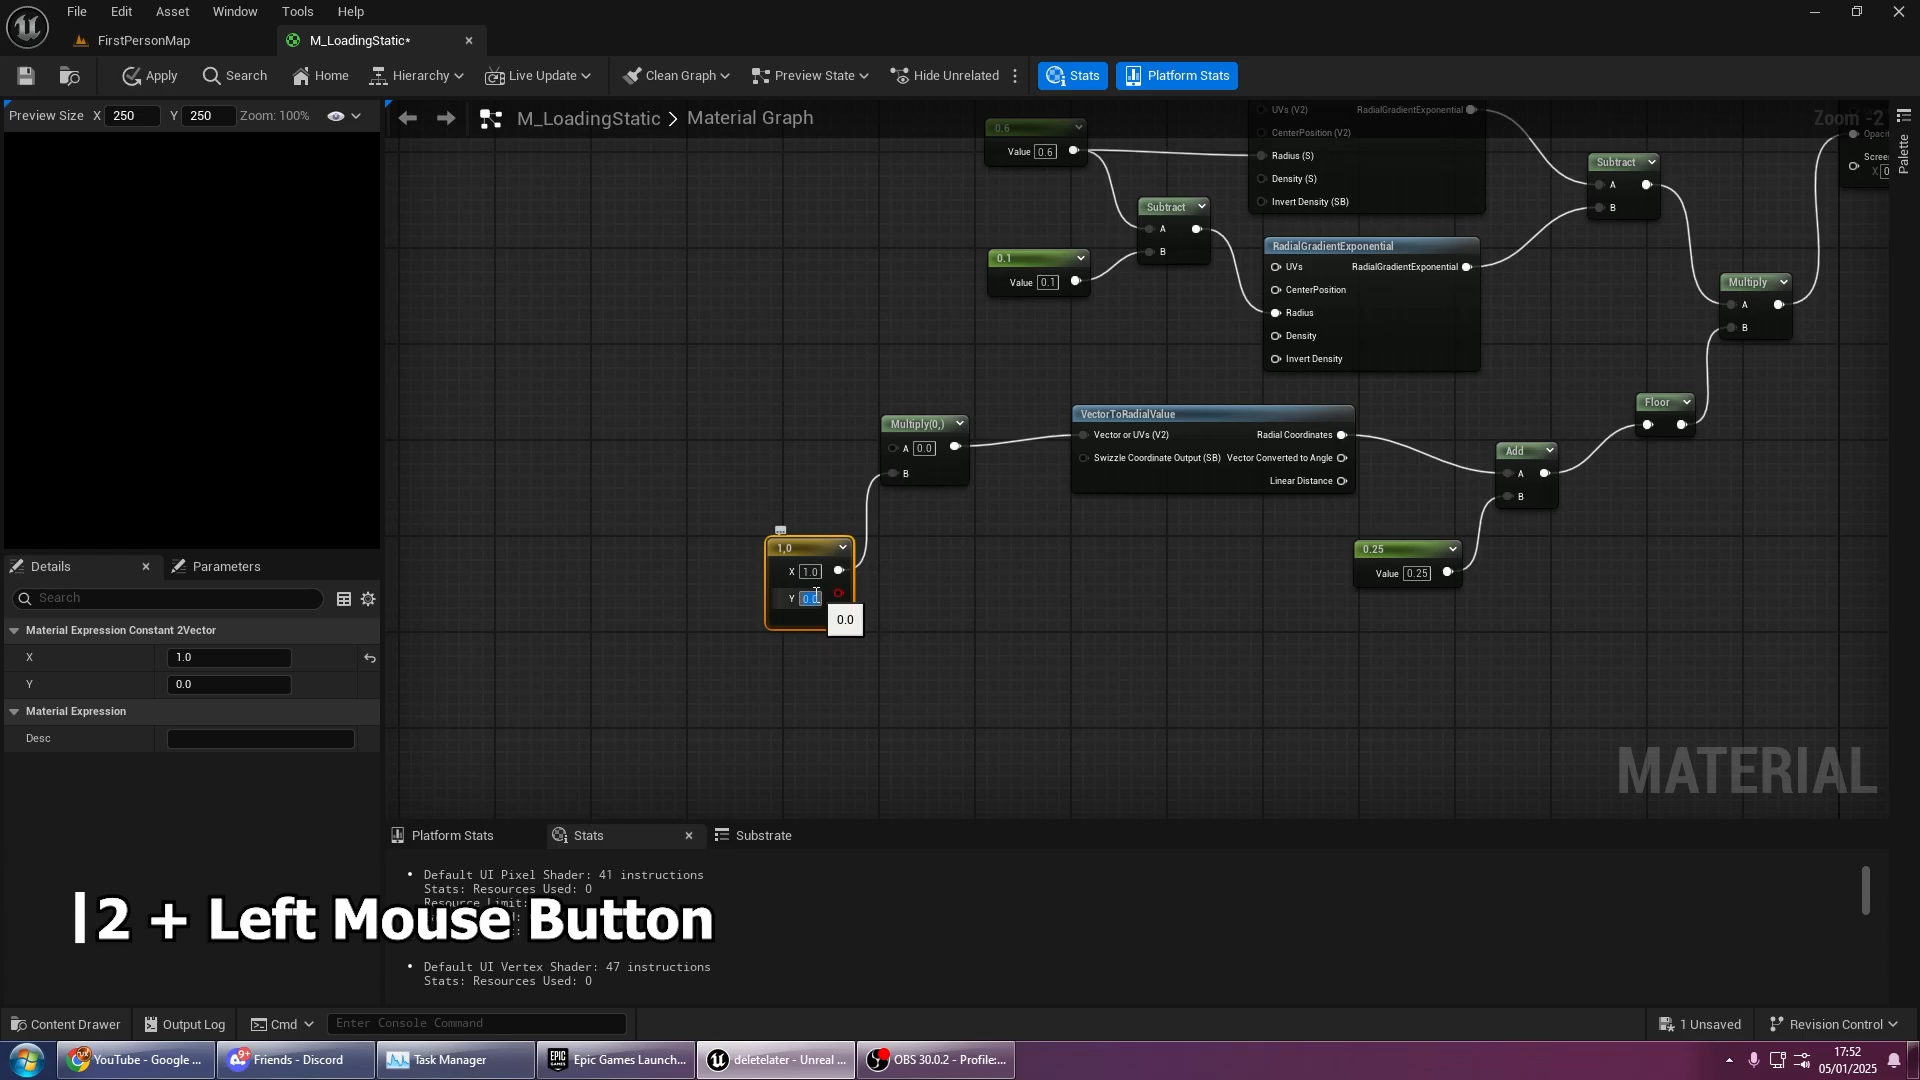 File Edit Asset Window Tools Help
FirstPersonMap
M_LoadingStatic*
Apply Search Home Hierarchy Live Update Clean Graph Preview State Hide Unrelated Stats Platform Stats
Preview Size X 250 Y 250 Zoom: 100%
M_LoadingStatic > Material Graph
Zoom -2
Palette
0.6
Value 0.6
UVs (V2) RadialGradientExponential
CenterPosition (V2)
Radius (S)
Density (S)
Invert Density (SB)
Subtract
A
B
Subtract
A
B
0.1
Value 0.1
RadialGradientExponential
UVs RadialGradientExponential
CenterPosition
Radius
Density
Invert Density
Multiply
A
B
Floor
Multiply(0,)
A 0.0
B
VectorToRadialValue
Vector or UVs (V2) Radial Coordinates
Swizzle Coordinate Output (SB) Vector Converted to Angle
Linear Distance
Add
A
B
0.25
Value 0.25
1,0
X 1.0
Y 0.0
0.0
MATERIAL
Details
Parameters
Search
Material Expression Constant 2Vector
X 1.0
Y 0.0
Material Expression
Desc
Platform Stats
Stats
Substrate
Default UI Pixel Shader: 41 instructions
Stats: Resources Used: 0
Resource Limit:
Default UI Vertex Shader: 47 instructions
Stats: Resources Used: 0
|2 + Left Mouse Button
Content Drawer Output Log Cmd Enter Console Command
1 Unsaved Revision Control
YouTube - Google ...
9+ Friends - Discord
Task Manager
Epic Games Launch...
deletelater - Unreal ...
OBS 30.0.2 - Profile:...
17:52
05/01/2025